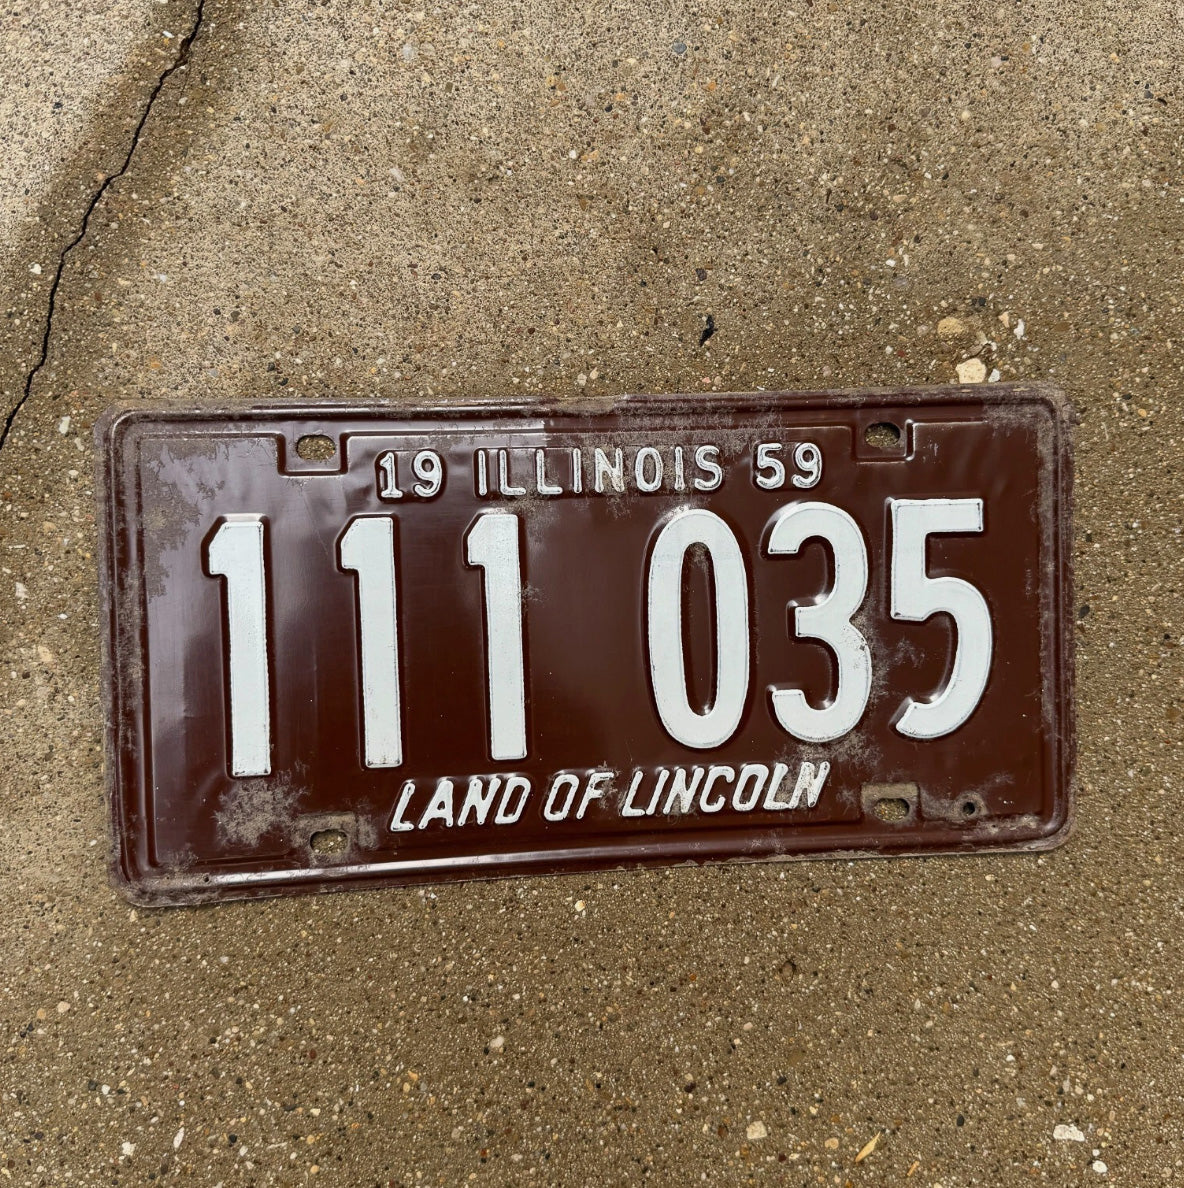 19 ILLINOIS 59
111 035
LAND OF LINCOLN